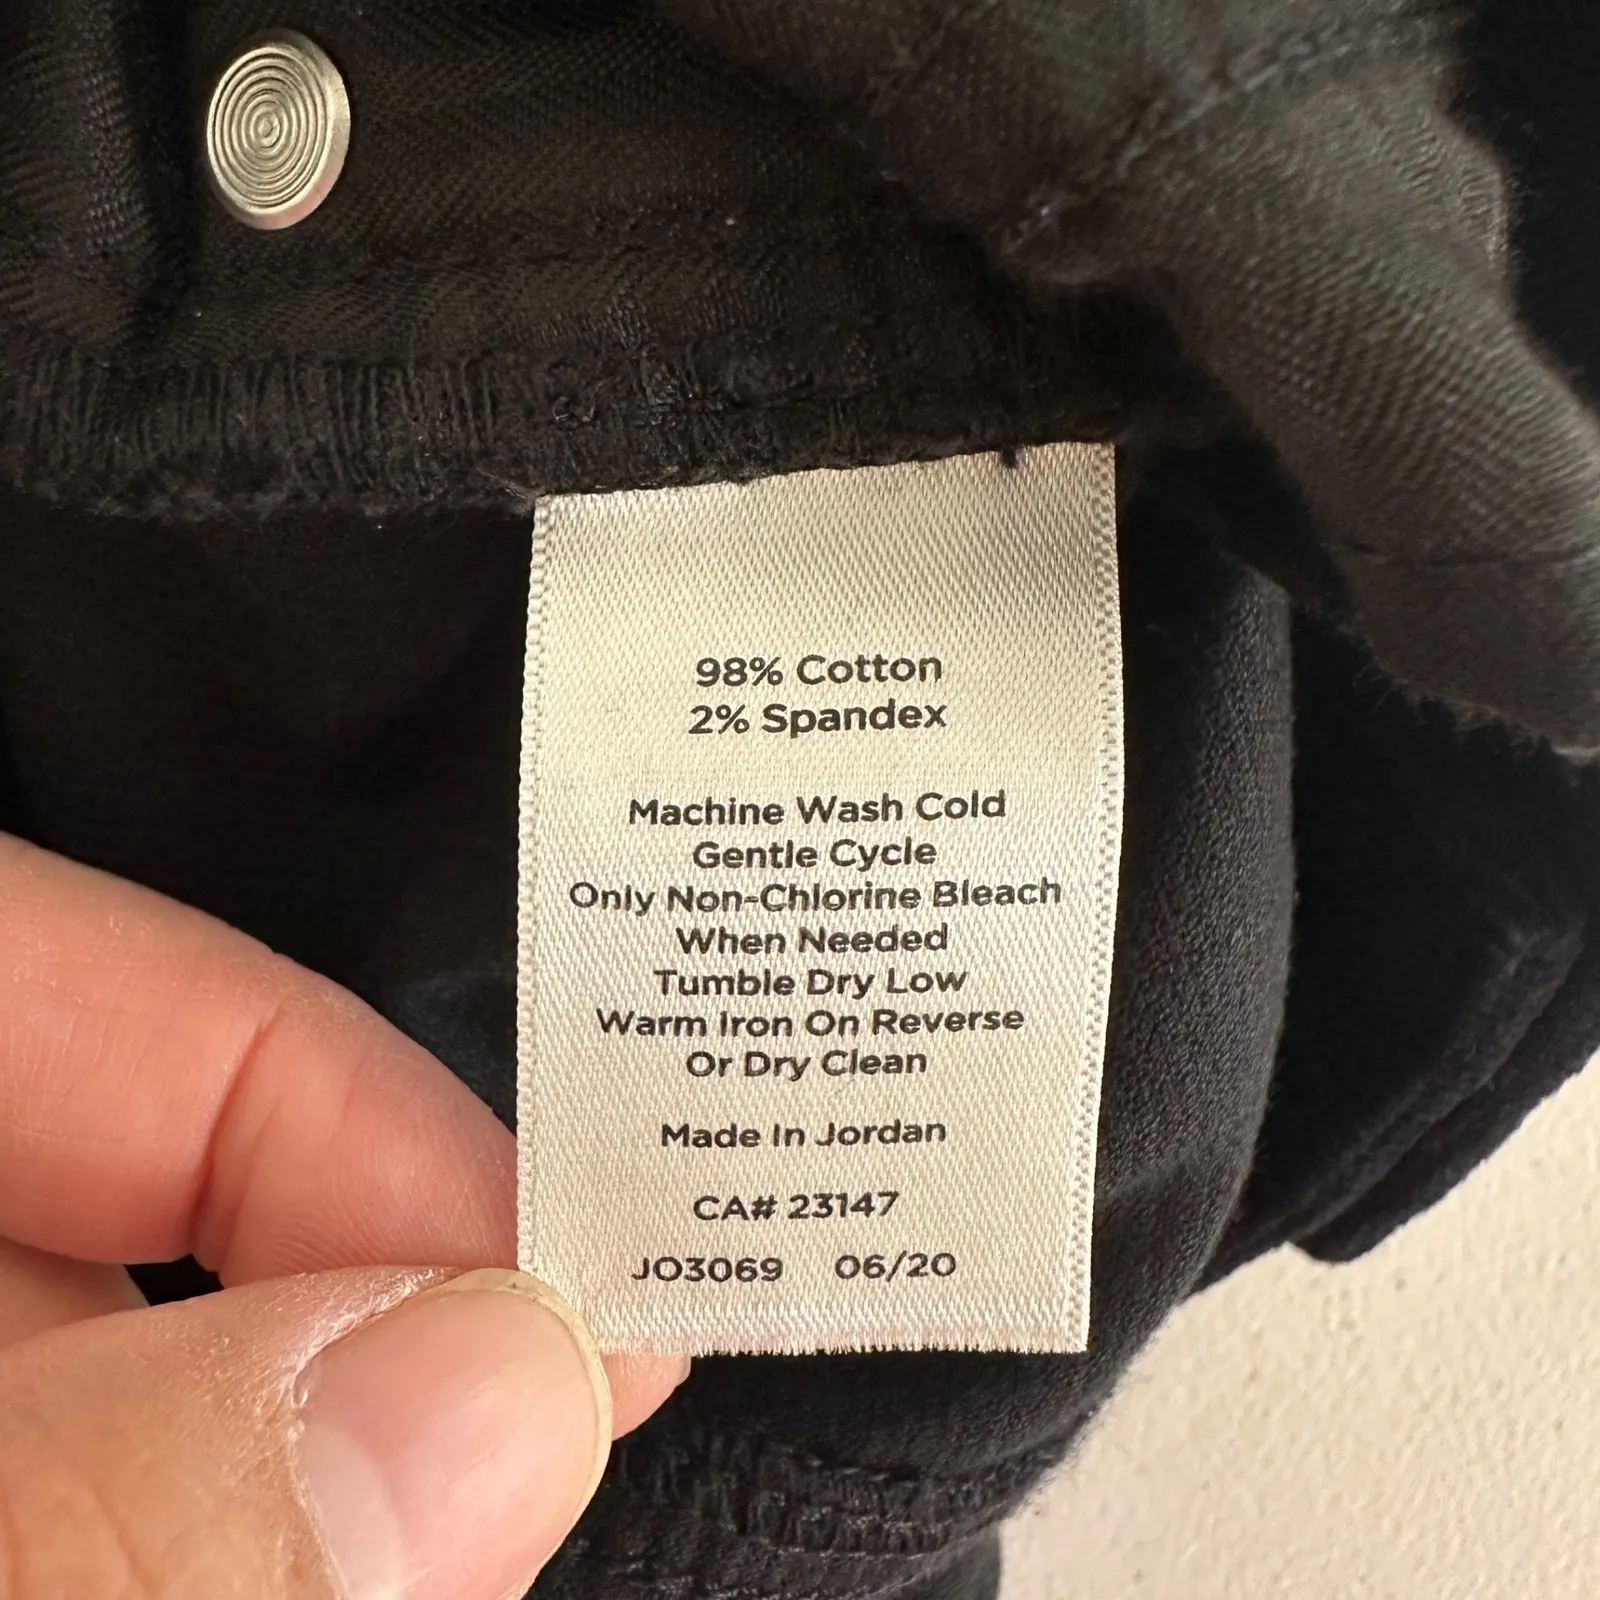 98% Cotton
2% Spandex
Machine Wash Cold
Gentle Cycle
Only Non-Chlorine Bleach
When Needed
Tumble Dry Low
Warm Iron On Reverse
Or Dry Clean
Made In Jordan
CA# 23147
JO3069 06/20